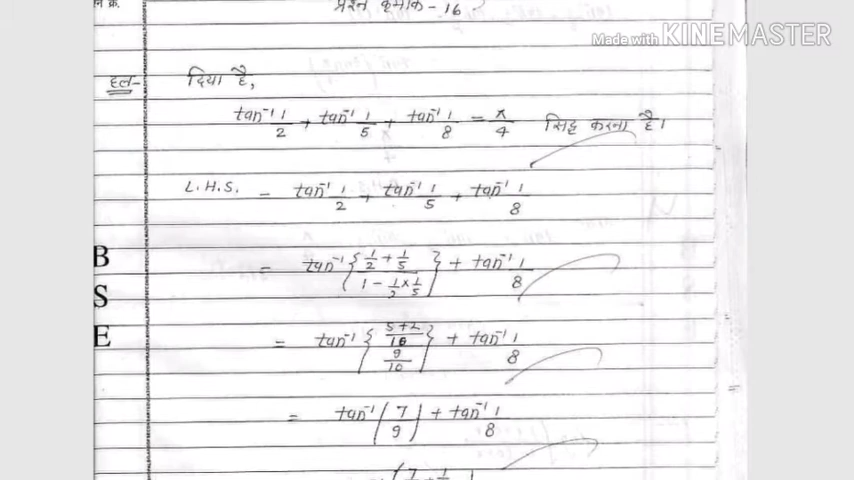 प्रश्न क्रमांक - 16
Made with KINEMASTER
न क्र.
हल- दिया है,
tan⁻¹ 1/2 + tan⁻¹ 1/5 + tan⁻¹ 1/8 = π/4 सिद्ध करना है।
L.H.S. = tan⁻¹ 1/2 + tan⁻¹ 1/5 + tan⁻¹ 1/8
B
= tan⁻¹ { (1/2 + 1/5) / (1 - 1/2 × 1/5) } + tan⁻¹ 1/8
S
E
= tan⁻¹ { ((5+2)/10) / (9/10) } + tan⁻¹ 1/8
= tan⁻¹ (7/9) + tan⁻¹ 1/8